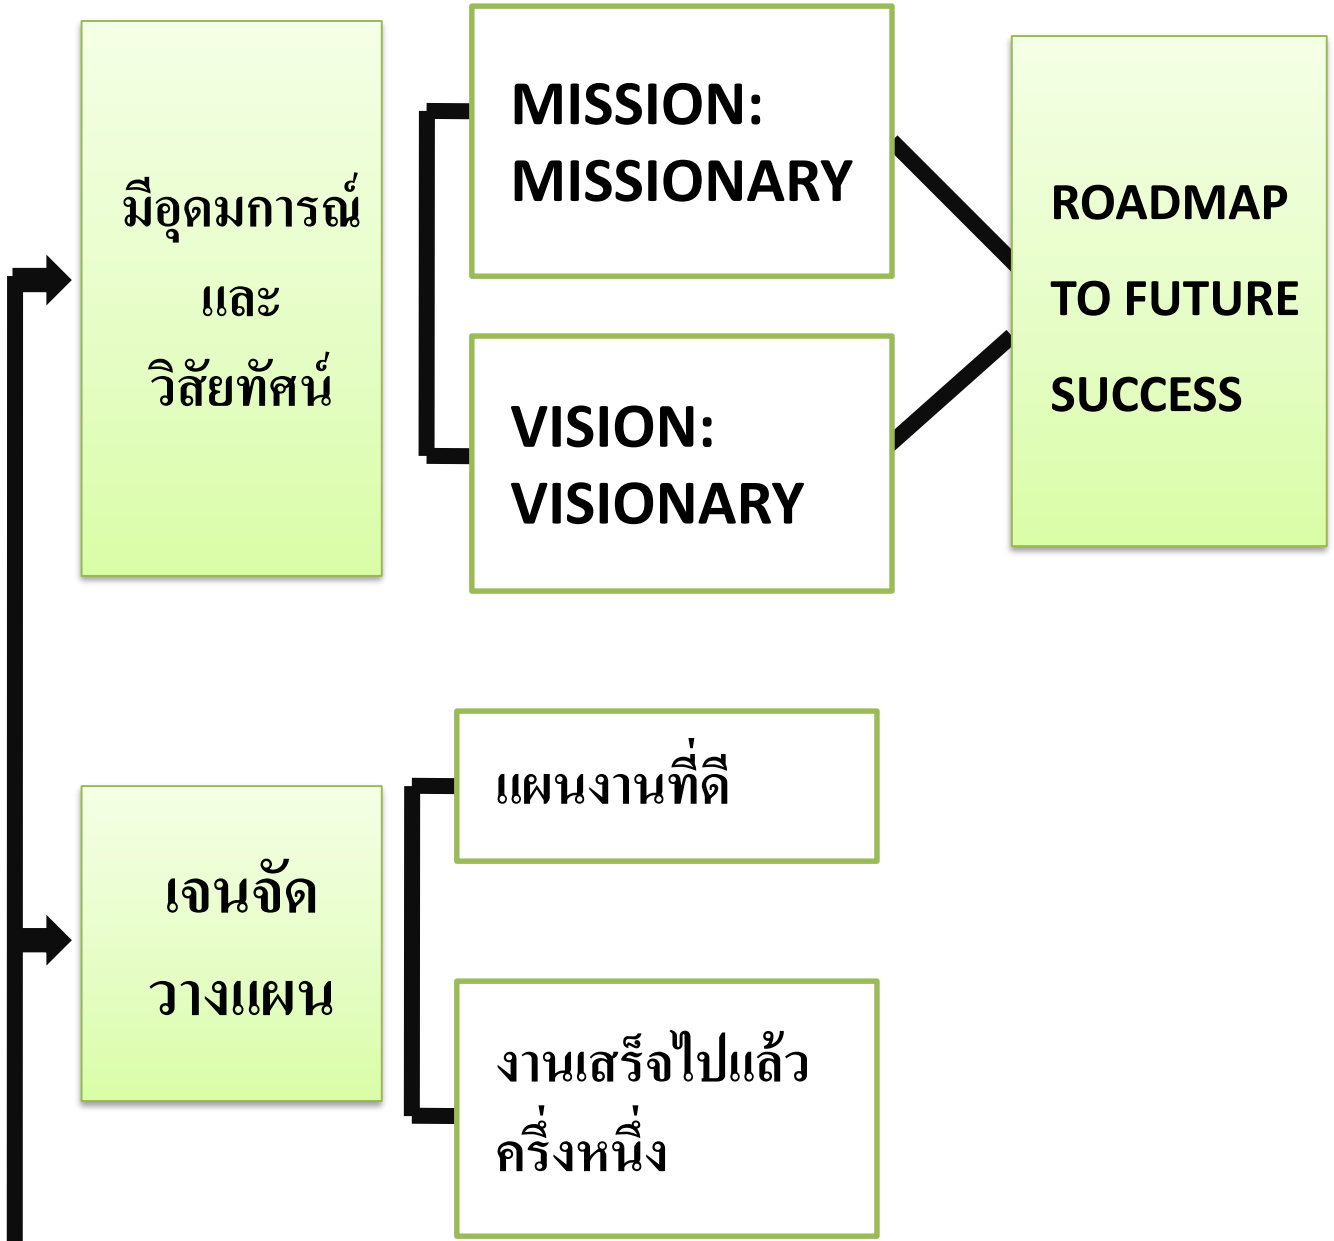 มีอุดมการณ์
และ
วิสัยทัศน์
MISSION:
MISSIONARY
VISION:
VISIONARY
ROADMAP
TO FUTURE
SUCCESS
เจนจัด
วางแผน
แผนงานที่ดี
งานเสร็จไปแล้ว
ครึ่งหนึ่ง